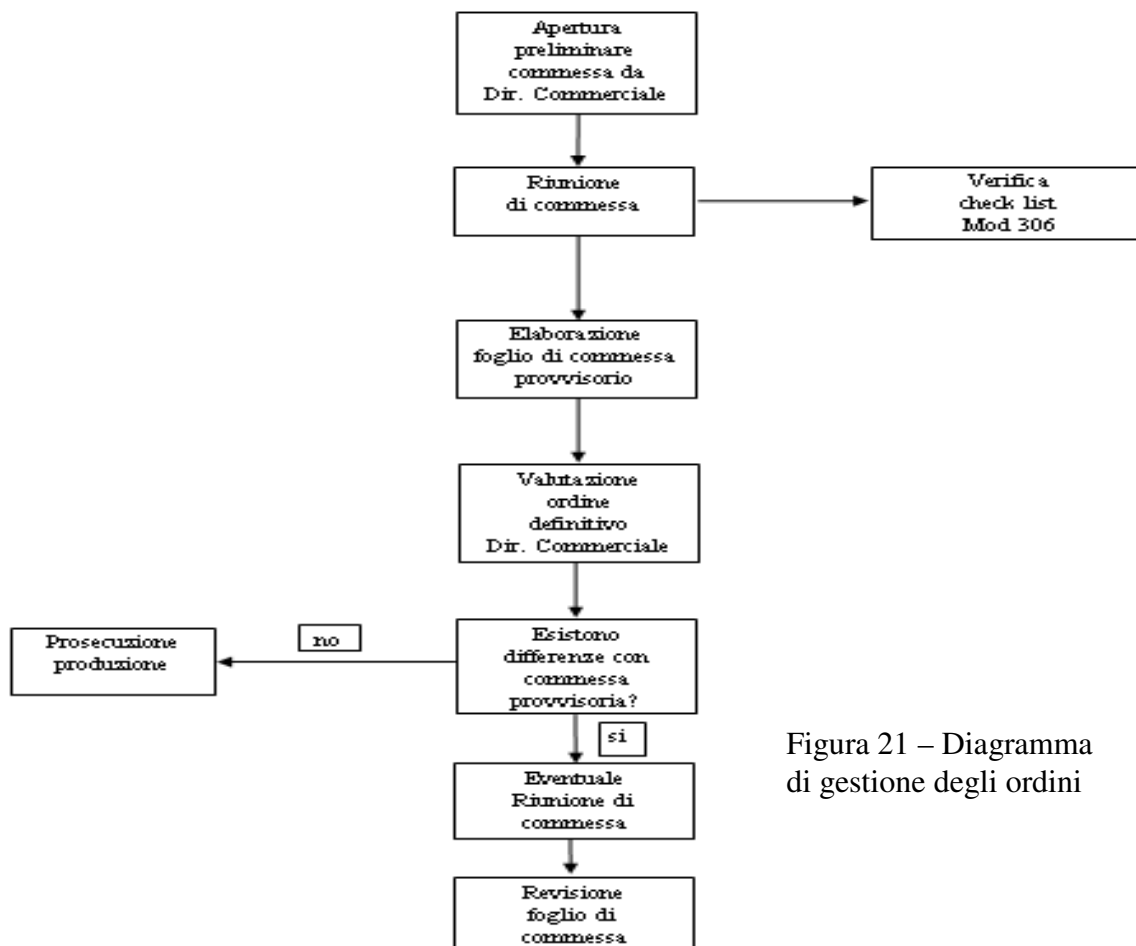 Apertura
preliminare
commessa da
Dir. Commerciale
Riunione
di commessa
Verifica
check list
Mod 306
Elaborazione
foglio di commessa
provvisorio
Valutazione
ordine
definitivo
Dir. Commerciale
Prosecuzione
produzione
no
Esistono
differenze con
commessa
provvisoria?
si
Eventuale
Riunione di
commessa
Figura 21 – Diagramma
di gestione degli ordini
Revisione
foglio di
commessa